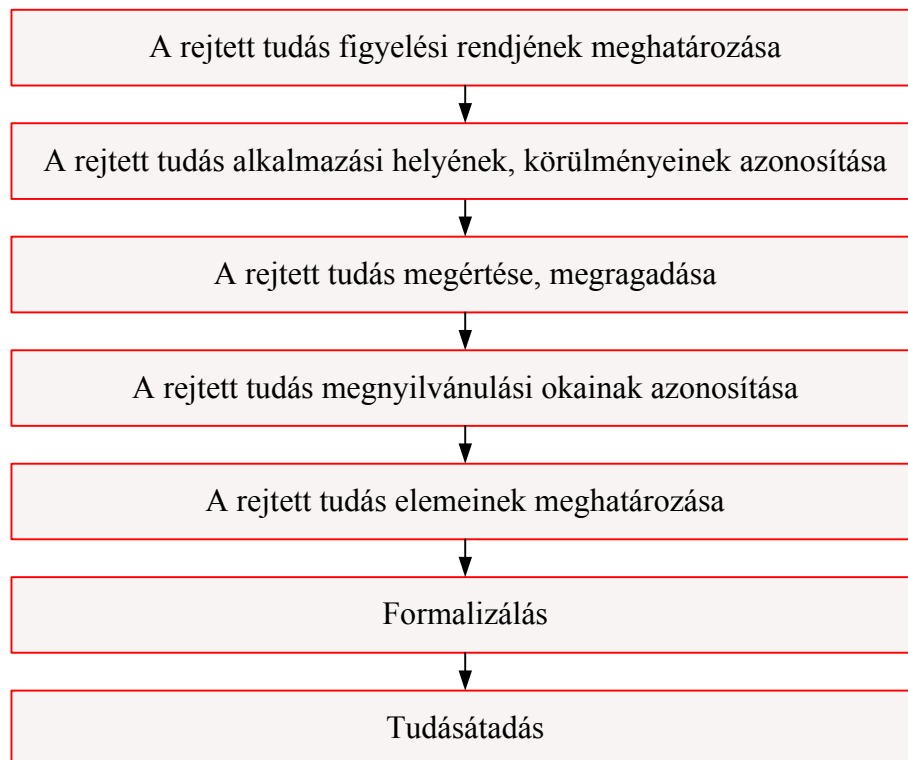 A rejtett tudás figyelési rendjének meghatározása
A rejtett tudás alkalmazási helyének, körülményeinek azonosítása
A rejtett tudás megértése, megragadása
A rejtett tudás megnyilvánulási okainak azonosítása
A rejtett tudás elemeinek meghatározása
Formalizálás
Tudásátadás